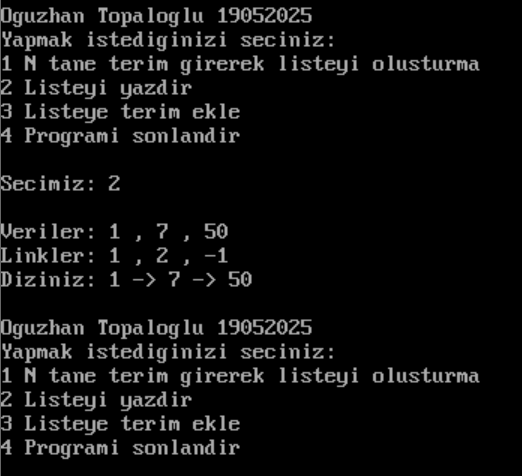 Oguzhan Topaloglu 19052025
Yapmak istediginizi seciniz:
1 N tane terim girerek listeyi olusturma
2 Listeyi yazdir
3 Listeye terim ekle
4 Programi sonlandir
Secimiz: 2
Veriler: 1 , 7 , 50
Linkler: 1 , 2 , -1
Diziniz: 1 -> 7 -> 50
Oguzhan Topaloglu 19052025
Yapmak istediginizi seciniz:
1 N tane terim girerek listeyi olusturma
2 Listeyi yazdir
3 Listeye terim ekle
4 Programi sonlandir